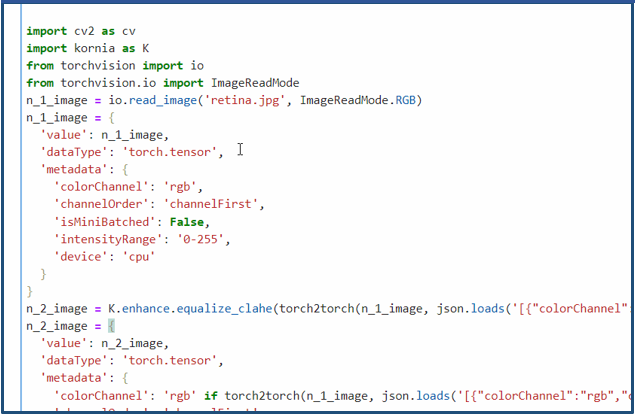 import cv2 as cv
import kornia as K
from torchvision import io
from torchvision.io import ImageReadMode
n_1_image = io.read_image('retina.jpg', ImageReadMode.RGB)
n_1_image = {
  'value': n_1_image,
  'dataType': 'torch.tensor',
  'metadata': {
    'colorChannel': 'rgb',
    'channelOrder': 'channelFirst',
    'isMiniBatched': False,
    'intensityRange': '0-255',
    'device': 'cpu'
  }
}
n_2_image = K.enhance.equalize_clahe(torch2torch(n_1_image, json.loads('[{"colorChannel":
n_2_image = {
  'value': n_2_image,
  'dataType': 'torch.tensor',
  'metadata': {
    'colorChannel': 'rgb' if torch2torch(n_1_image, json.loads('[{"colorChannel":"rgb","c